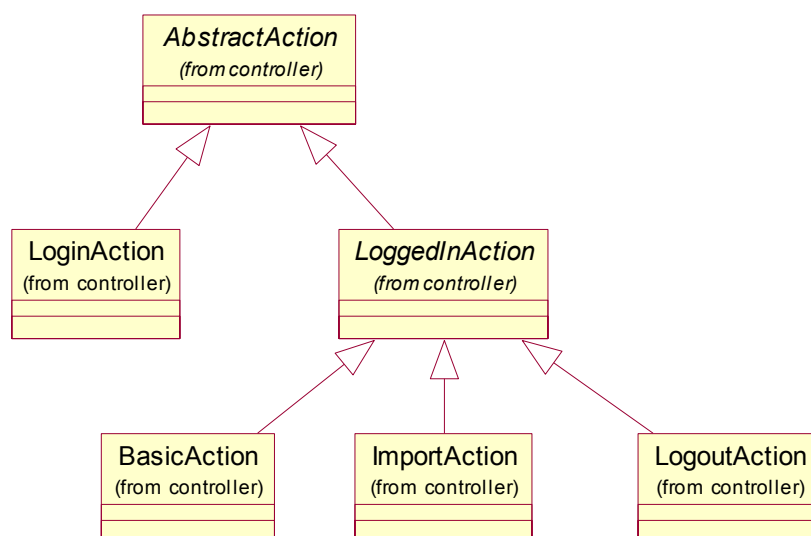 AbstractAction
(from controller)
LoginAction
(from controller)
LoggedInAction
(from controller)
BasicAction
(from controller)
ImportAction
(from controller)
LogoutAction
(from controller)